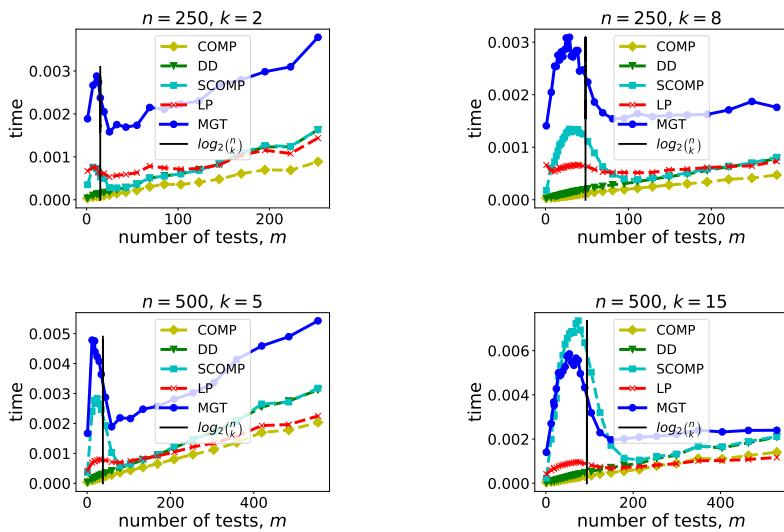 n = 250, k = 2
time
0.003
0.002
0.001
0.000
COMP
DD
SCOMP
LP
MGT
log₂(n k)
0 100 200
number of tests, m
n = 250, k = 8
time
0.003
0.002
0.001
0.000
COMP
DD
SCOMP
LP
MGT
log₂(n k)
0 100 200
number of tests, m
n = 500, k = 5
time
0.005
0.004
0.003
0.002
0.001
0.000
COMP
DD
SCOMP
LP
MGT
log₂(n k)
0 200 400
number of tests, m
n = 500, k = 15
time
0.006
0.004
0.002
0.000
COMP
DD
SCOMP
LP
MGT
log₂(n k)
0 200 400
number of tests, m